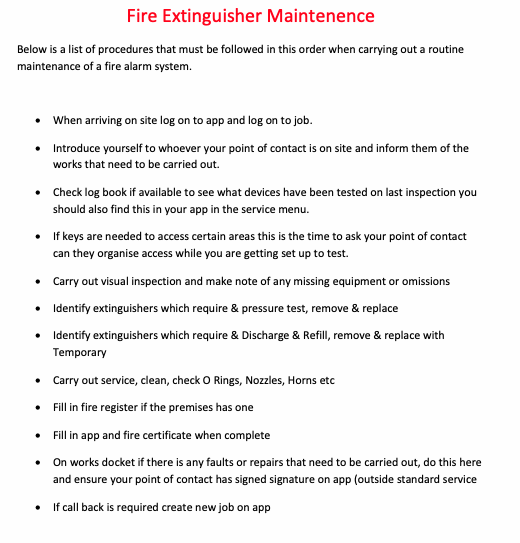 Fire Extinguisher Maintenence
Below is a list of procedures that must be followed in this order when carrying out a routine
maintenance of a fire alarm system.
• When arriving on site log on to app and log on to job.
• Introduce yourself to whoever your point of contact is on site and inform them of the
works that need to be carried out.
• Check log book if available to see what devices have been tested on last inspection you
should also find this in your app in the service menu.
• If keys are needed to access certain areas this is the time to ask your point of contact
can they organise access while you are getting set up to test.
• Carry out visual inspection and make note of any missing equipment or omissions
• Identify extinguishers which require & pressure test, remove & replace
• Identify extinguishers which require & Discharge & Refill, remove & replace with
Temporary
• Carry out service, clean, check O Rings, Nozzles, Horns etc
• Fill in fire register if the premises has one
• Fill in app and fire certificate when complete
• On works docket if there is any faults or repairs that need to be carried out, do this here
and ensure your point of contact has signed signature on app (outside standard service
• If call back is required create new job on app